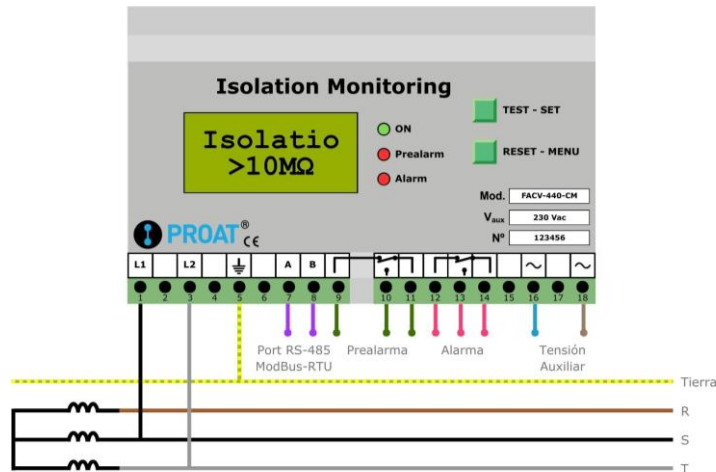 Isolation Monitoring
Isolatio
>10MΩ
ON
Prealarm
Alarm
TEST - SET
RESET - MENU
Mod. FACV-440-CM
Vaux 230 Vac
Nº 123456
PROAT® CE
L1 L2 A B
1 2 3 4 5 6 7 8 9 10 11 12 13 14 15 16 17 18
Port RS-485 Prealarma Alarma Tensión
ModBus-RTU Auxiliar
Tierra
R
S
T